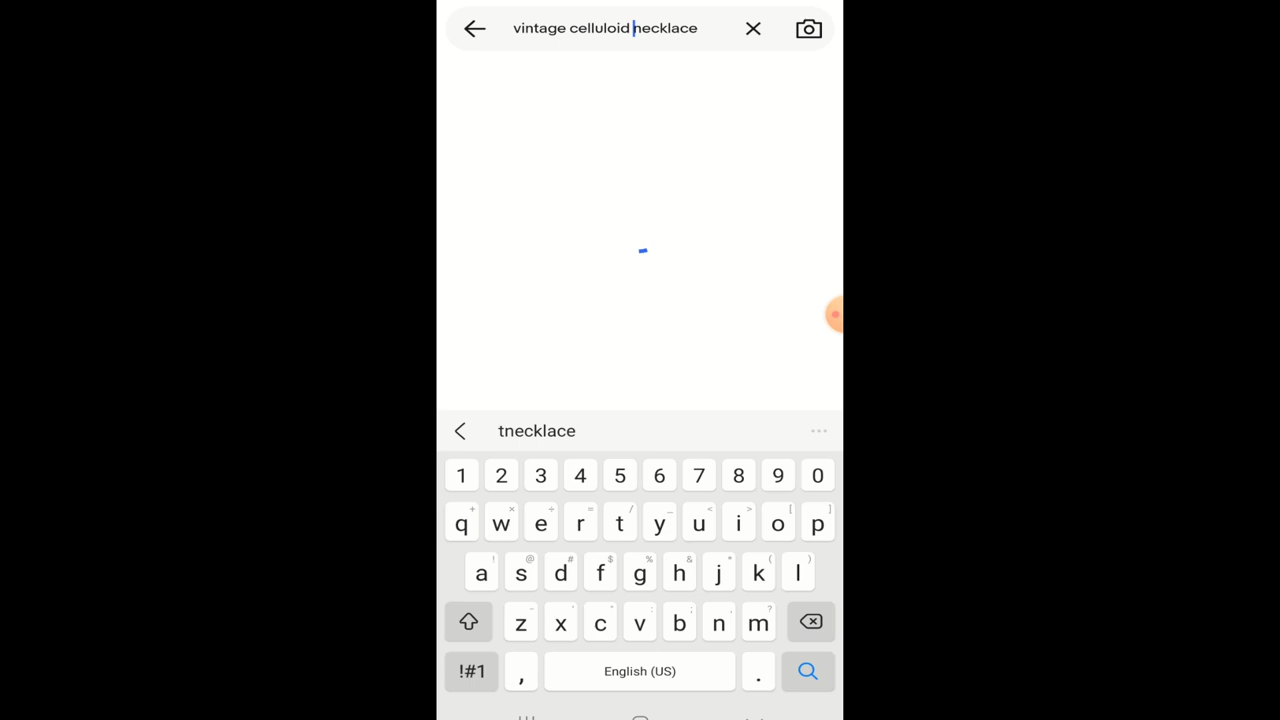 vintage celluloid necklace
tnecklace
1 2 3 4 5 6 7 8 9 0
q w e r t y u i o p
a s d f g h j k l
z x c v b n m
!#1 , English (US) .